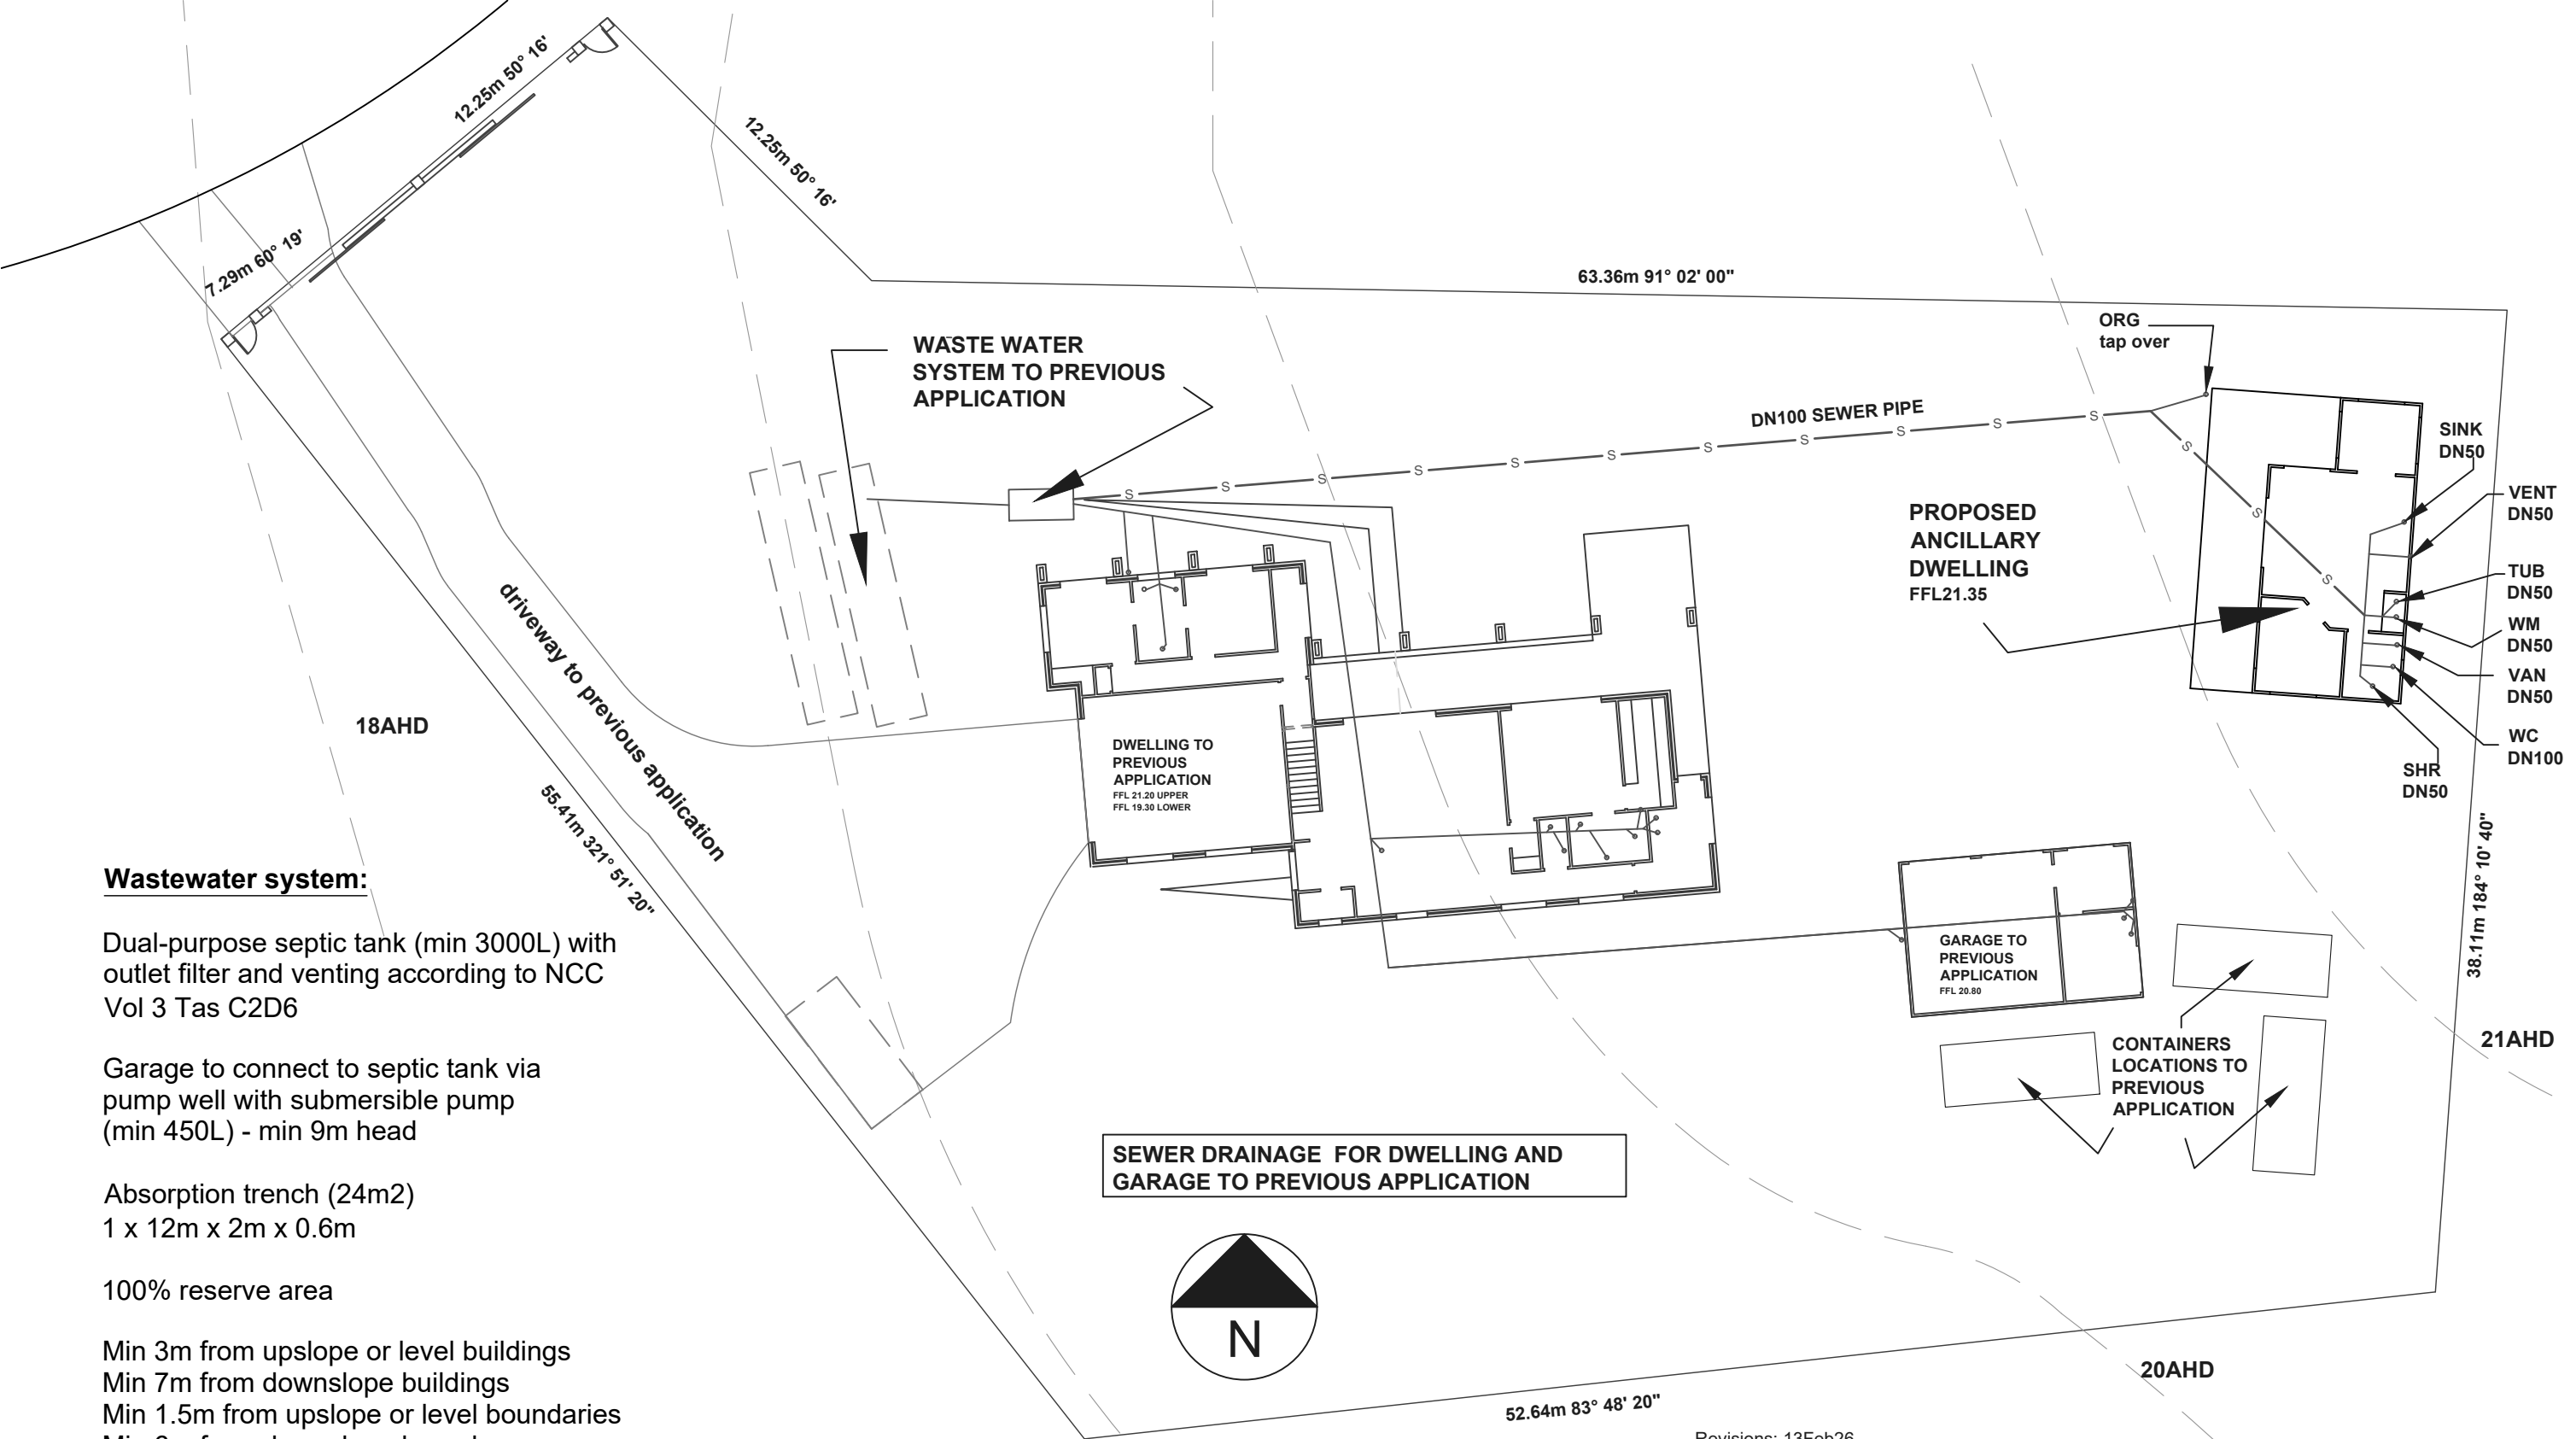 12.25m 50° 16'
7.29m 60° 19'
12.25m 50° 16'
63.36m 91° 02' 00"
WASTE WATER
SYSTEM TO PREVIOUS
APPLICATION
ORG
tap over
DN100 SEWER PIPE
S S S S S S S S S S S
S
S
S
SINK
DN50
VENT
DN50
TUB
DN50
WM
DN50
VAN
DN50
WC
DN100
SHR
DN50
PROPOSED
ANCILLARY
DWELLING
FFL21.35
driveway to previous application
18AHD
55.41m 321° 51' 20"
DWELLING TO
PREVIOUS
APPLICATION
FFL 21.20 UPPER
FFL 19.30 LOWER
38.11m 184° 10' 40"
GARAGE TO
PREVIOUS
APPLICATION
FFL 20.80
CONTAINERS
LOCATIONS TO
PREVIOUS
APPLICATION
21AHD
20AHD
Wastewater system:
Dual-purpose septic tank (min 3000L) with
outlet filter and venting according to NCC
Vol 3 Tas C2D6
Garage to connect to septic tank via
pump well with submersible pump
(min 450L) - min 9m head
Absorption trench (24m2)
1 x 12m x 2m x 0.6m
100% reserve area
Min 3m from upslope or level buildings
Min 7m from downslope buildings
Min 1.5m from upslope or level boundaries
SEWER DRAINAGE FOR DWELLING AND
GARAGE TO PREVIOUS APPLICATION
N
52.64m 83° 48' 20"
Revisions: 13Feb26